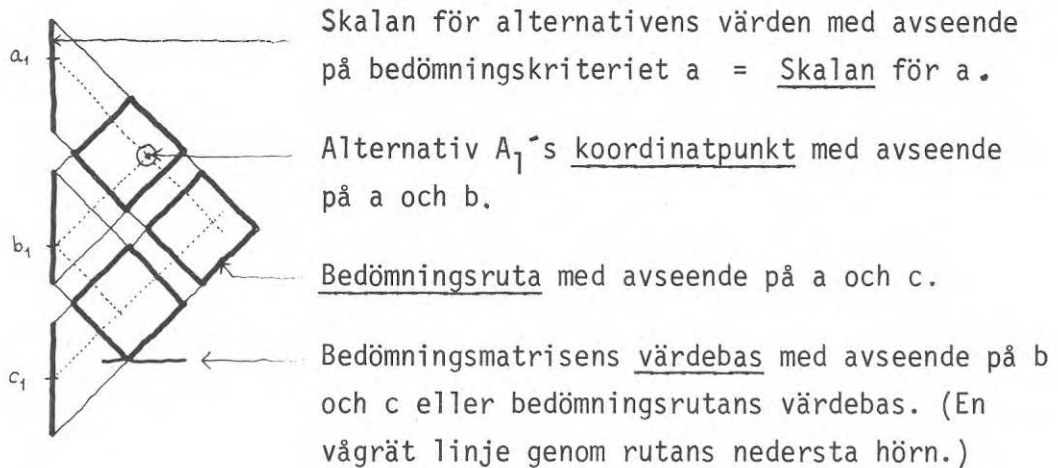 Skalan för alternativens värden med avseende
på bedömningskriteriet a = Skalan för a.
Alternativ A₁´s koordinatpunkt med avseende
på a och b.
Bedömningsruta med avseende på a och c.
Bedömningsmatrisens värdebas med avseende på b
och c eller bedömningsrutans värdebas. (En
vågrät linje genom rutans nedersta hörn.)
a₁
b₁
c₁